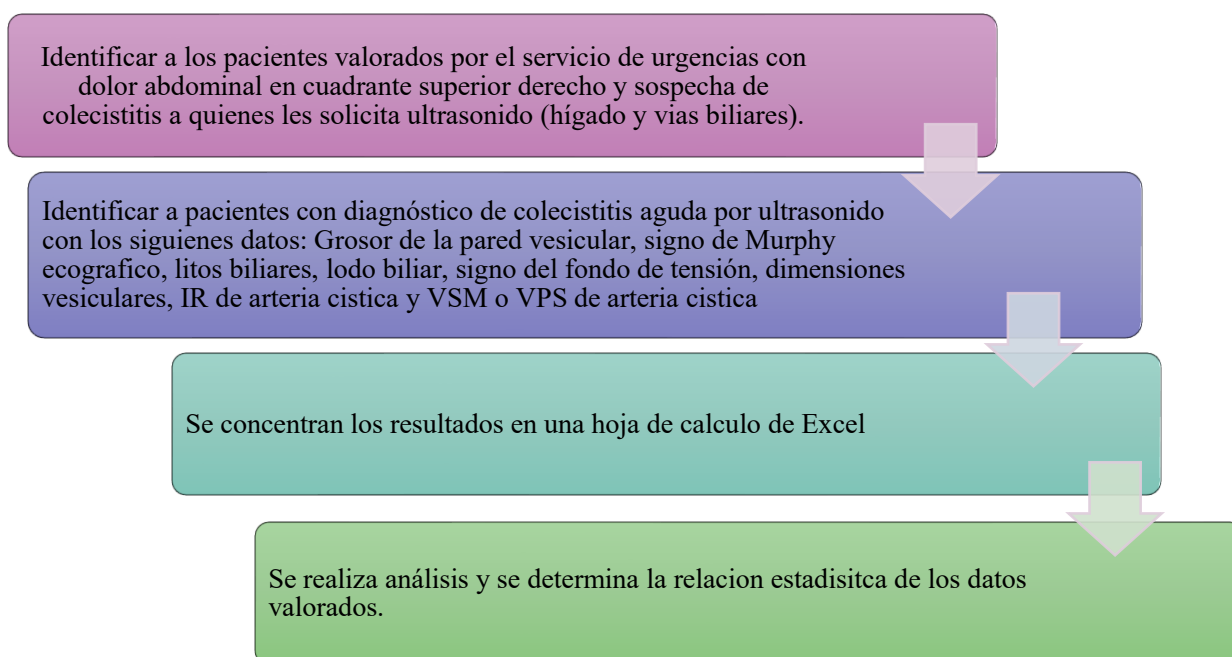 Identificar a los pacientes valorados por el servicio de urgencias con
dolor abdominal en cuadrante superior derecho y sospecha de
colecistitis a quienes les solicita ultrasonido (hígado y vias biliares).
Identificar a pacientes con diagnóstico de colecistitis aguda por ultrasonido
con los siguienes datos: Grosor de la pared vesicular, signo de Murphy
ecografico, litos biliares, lodo biliar, signo del fondo de tensión, dimensiones
vesiculares, IR de arteria cistica y VSM o VPS de arteria cistica
Se concentran los resultados en una hoja de calculo de Excel
Se realiza análisis y se determina la relacion estadisitca de los datos
valorados.